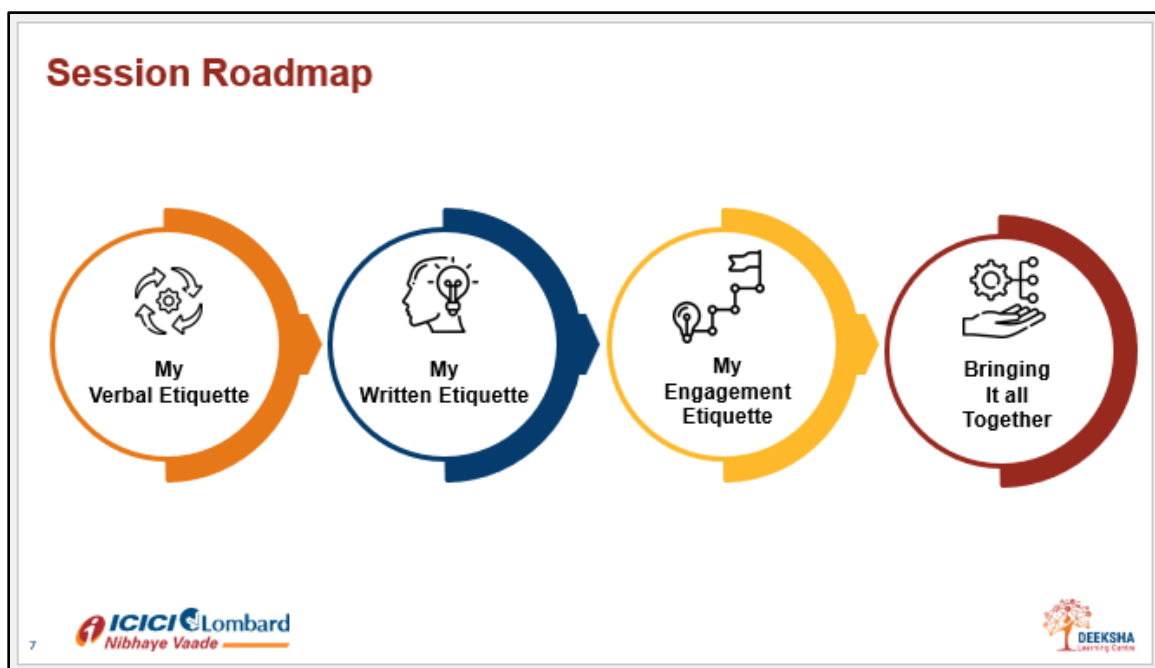 Session Roadmap
My
Verbal Etiquette
My
Written Etiquette
My
Engagement
Etiquette
Bringing
It all
Together
7
ICICI Lombard
Nibhaye Vaade
DEEKSHA
Learning Centre